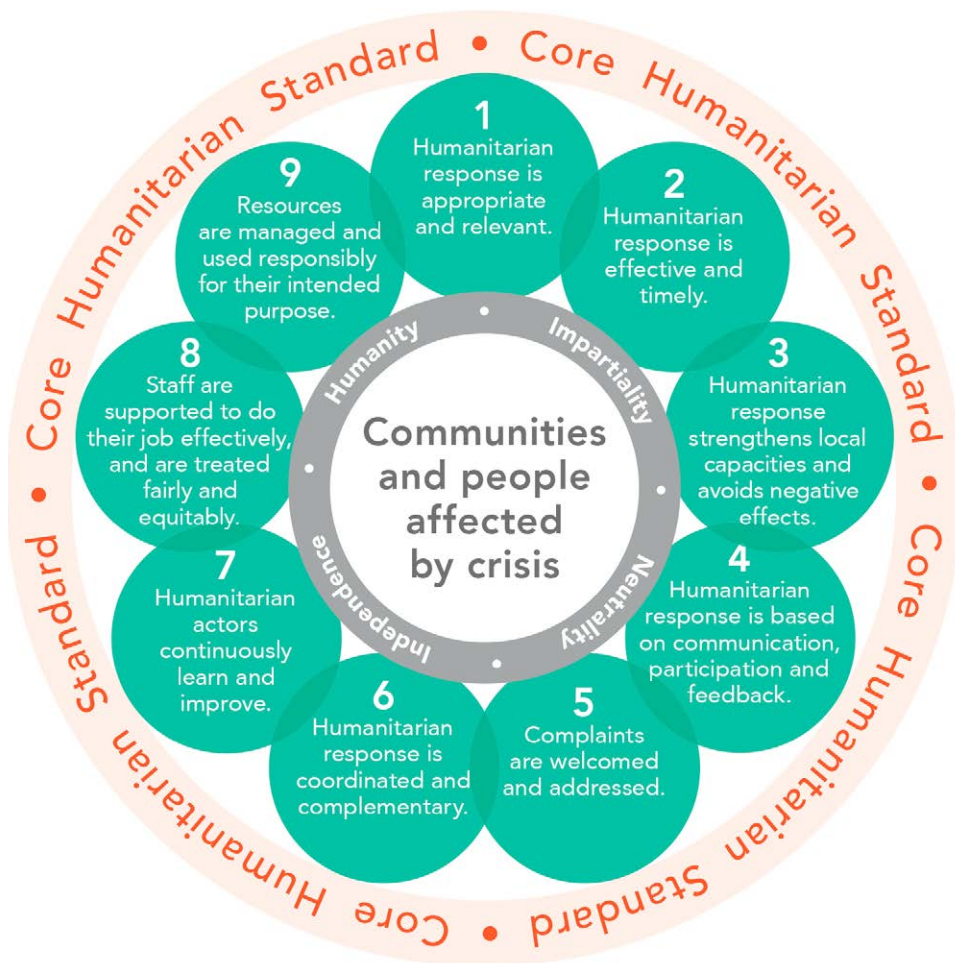 Core Humanitarian Standard • Core Humanitarian Standard • Core Humanitarian Standard • Core Humanitarian Standard •
1
Humanitarian
response is
appropriate
and relevant.
2
Humanitarian
response is
effective and
timely.
3
Humanitarian
response
strengthens local
capacities and
avoids negative
effects.
4
Humanitarian
response is based
on communication,
participation and
feedback.
5
Complaints
are welcomed
and addressed.
6
Humanitarian
response is
coordinated and
complementary.
7
Humanitarian
actors
continuously
learn and
improve.
8
Staff are
supported to do
their job effectively,
and are treated
fairly and
equitably.
9
Resources
are managed and
used responsibly
for their intended
purpose.
Humanity • Impartiality • Neutrality • Independence •
Communities
and people
affected
by crisis